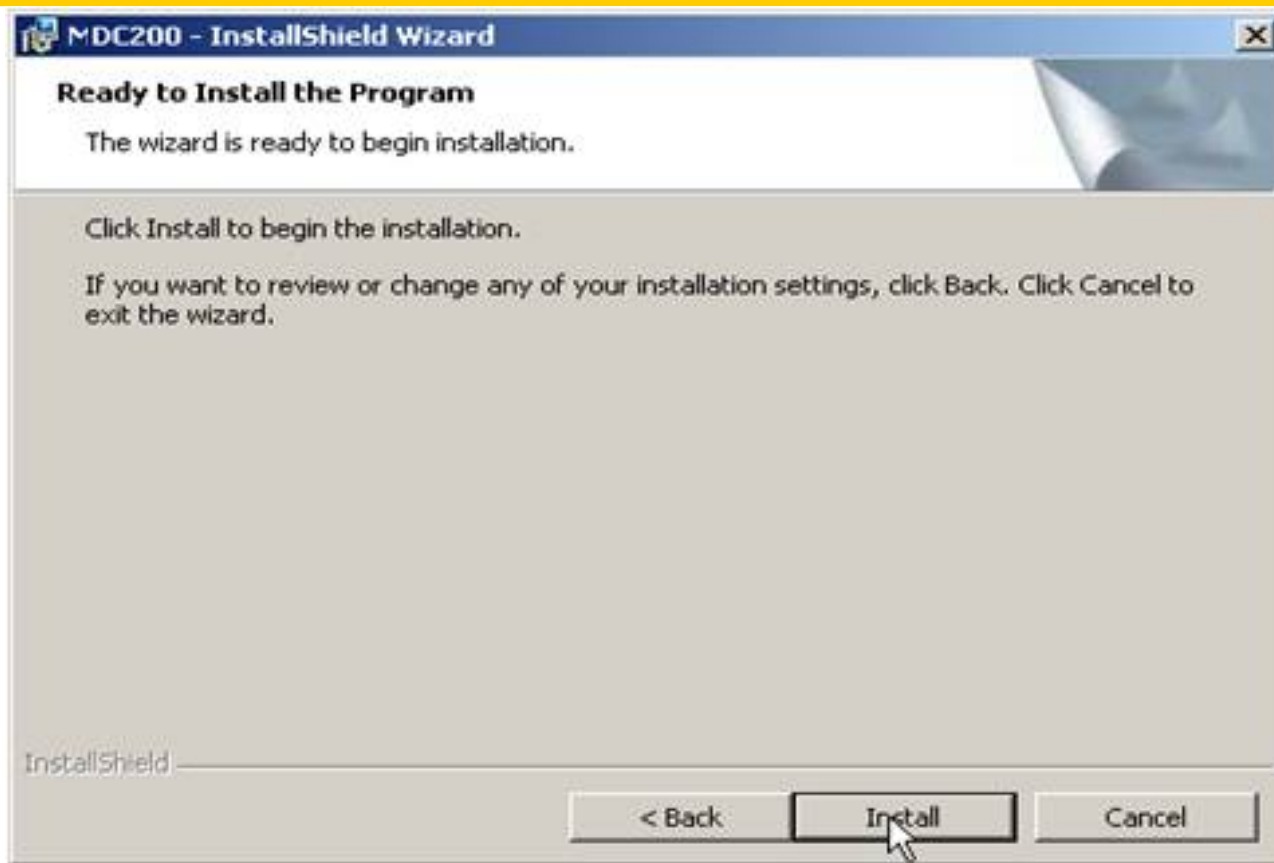 MDC200 - InstallShield Wizard
Ready to Install the Program
The wizard is ready to begin installation.
Click Install to begin the installation.
If you want to review or change any of your installation settings, click Back. Click Cancel to
exit the wizard.
InstallShield
< Back Install Cancel